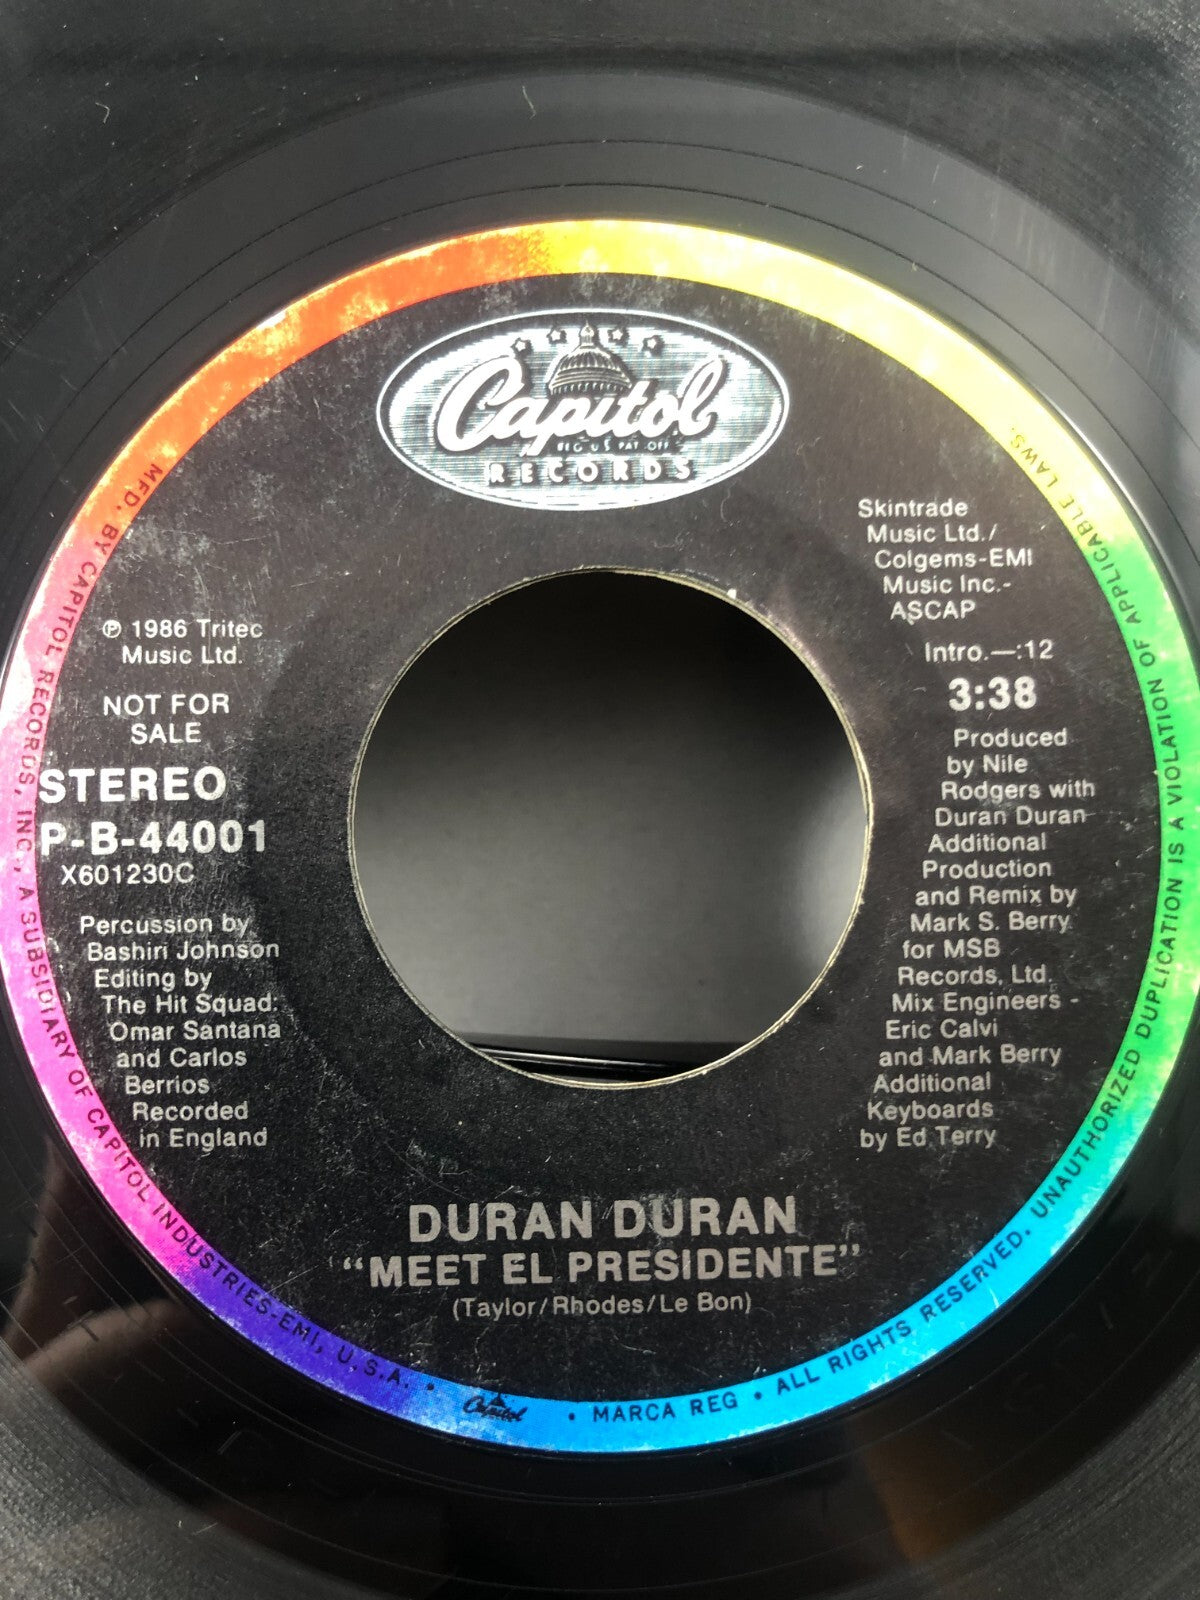 Capitol
REG. U.S. PAT. OFF.
RECORDS
Skintrade
Music Ltd./
Colgems-EMI
Music Inc.-
ASCAP
Intro.—:12
3:38
Produced
by Nile
Rodgers with
Duran Duran
Additional
Production
and Remix by
Mark S. Berry
for MSB
Records, Ltd.
Mix Engineers -
Eric Calvi
and Mark Berry
Additional
Keyboards
by Ed Terry
℗ 1986 Tritec
Music Ltd.
NOT FOR
SALE
STEREO
P-B-44001
X601230C
Percussion by
Bashiri Johnson
Editing by
The Hit Squad:
Omar Santana
and Carlos
Berrios
Recorded
in England
DURAN DURAN
“MEET EL PRESIDENTE”
(Taylor/Rhodes/Le Bon)
MFD. BY CAPITOL RECORDS, INC., A SUBSIDIARY OF CAPITOL INDUSTRIES-EMI, U.S.A. • Capitol • MARCA REG • ALL RIGHTS RESERVED. UNAUTHORIZED DUPLICATION IS A VIOLATION OF APPLICABLE LAWS.